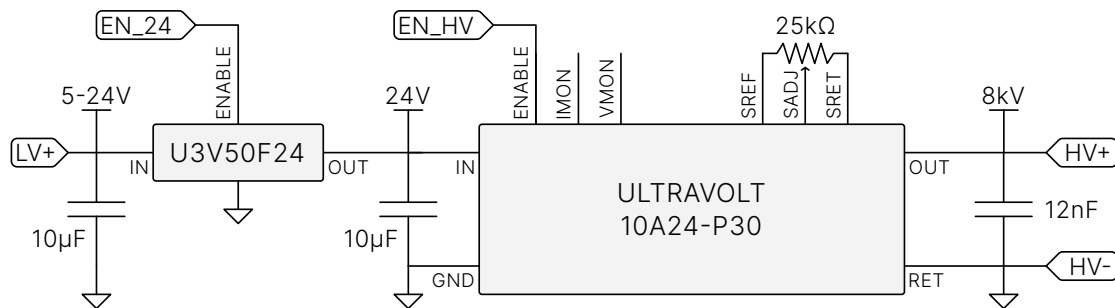 EN_24
EN_HV
25kΩ
ENABLE
ENABLE
IMON
VMON
SREF
SADJ
SRET
5-24V
24V
8kV
LV+
IN
U3V50F24
OUT
IN
ULTRAVOLT
10A24-P30
OUT
HV+
10µF
10µF
12nF
GND
RET
HV-